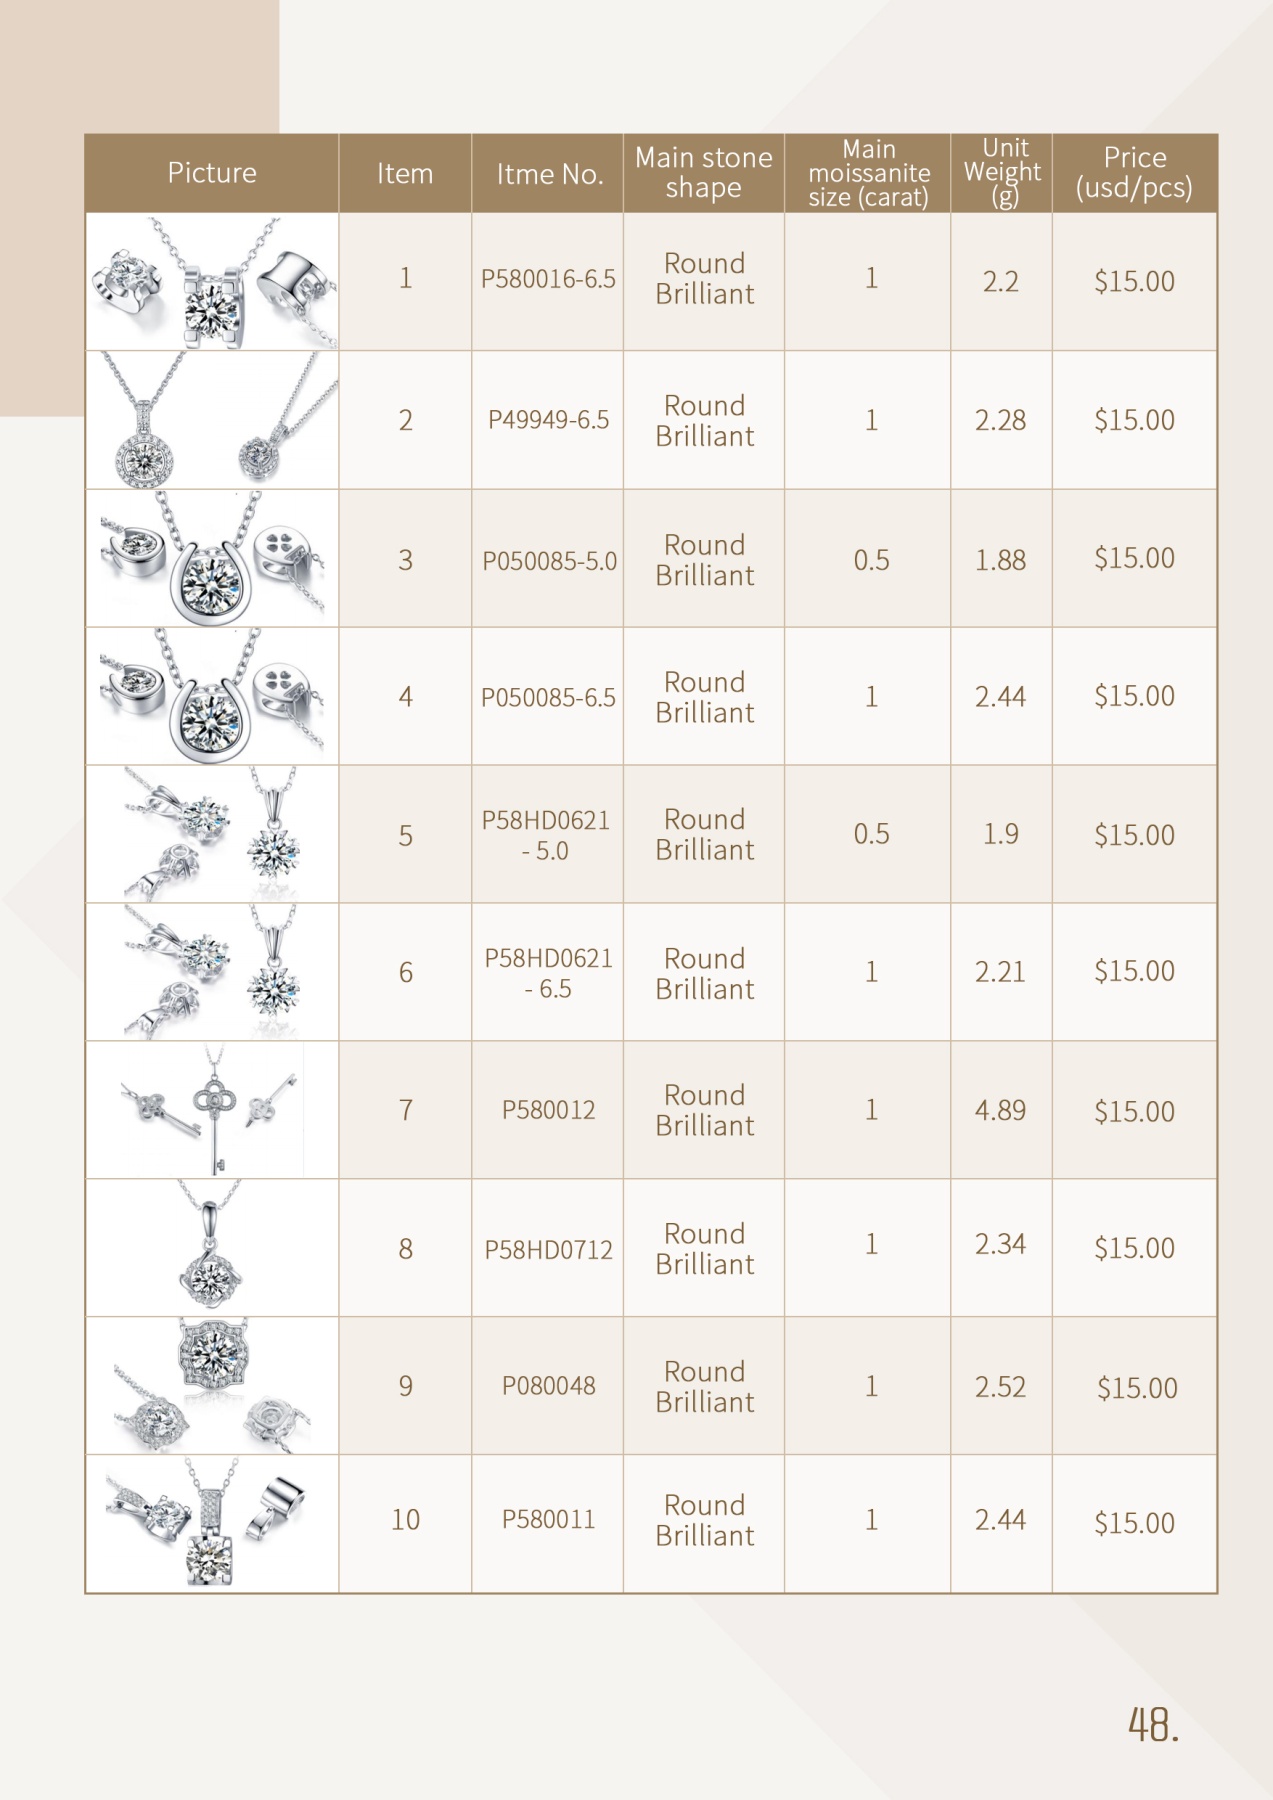 Picture Item Itme No. Main stone shape Main moissanite size (carat) Unit Weight (g) Price (usd/pcs)
1 P580016-6.5 Round Brilliant 1 2.2 $15.00
2 P49949-6.5 Round Brilliant 1 2.28 $15.00
3 P050085-5.0 Round Brilliant 0.5 1.88 $15.00
4 P050085-6.5 Round Brilliant 1 2.44 $15.00
5 P58HD0621 - 5.0 Round Brilliant 0.5 1.9 $15.00
6 P58HD0621 - 6.5 Round Brilliant 1 2.21 $15.00
7 P580012 Round Brilliant 1 4.89 $15.00
8 P58HD0712 Round Brilliant 1 2.34 $15.00
9 P080048 Round Brilliant 1 2.52 $15.00
10 P580011 Round Brilliant 1 2.44 $15.00
48.